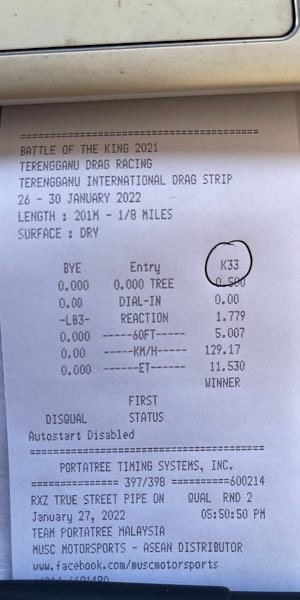 ==================================
BATTLE OF THE KING 2021
TERENGGANU DRAG RACING
TERENGGANU INTERNATIONAL DRAG STRIP
26 - 30 JANUARY 2022
LENGTH : 201M - 1/8 MILES
SURFACE : DRY
BYE Entry K33
0.000 0.000 TREE 0.500
0.00 DIAL-IN 0.00
-LB3- REACTION 1.779
0.000 -----60FT----- 5.007
0.00 -----KM/H----- 129.17
0.000 ------ET------ 11.530
WINNER
FIRST
DISQUAL STATUS
Autostart Disabled
==================================
PORTATREE TIMING SYSTEMS, INC.
================ 397/398 ==========600214
RXZ TRUE STREET PIPE ON QUAL RND 2
January 27, 2022 05:50:50 PM
TEAM PORTATREE MALAYSIA
MUSC MOTORSPORTS - ASEAN DISTRIBUTOR
www.facebook.com/muscmotorsports